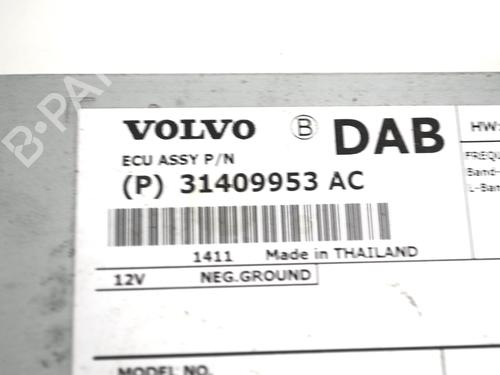 VOLVO B DAB HW:
ECU ASSY P/N
(P) 31409953 AC
FREQU
Band-
L-Ban
1411 Made in THAILAND
12V NEG.GROUND
MODEL NO.
B-PA